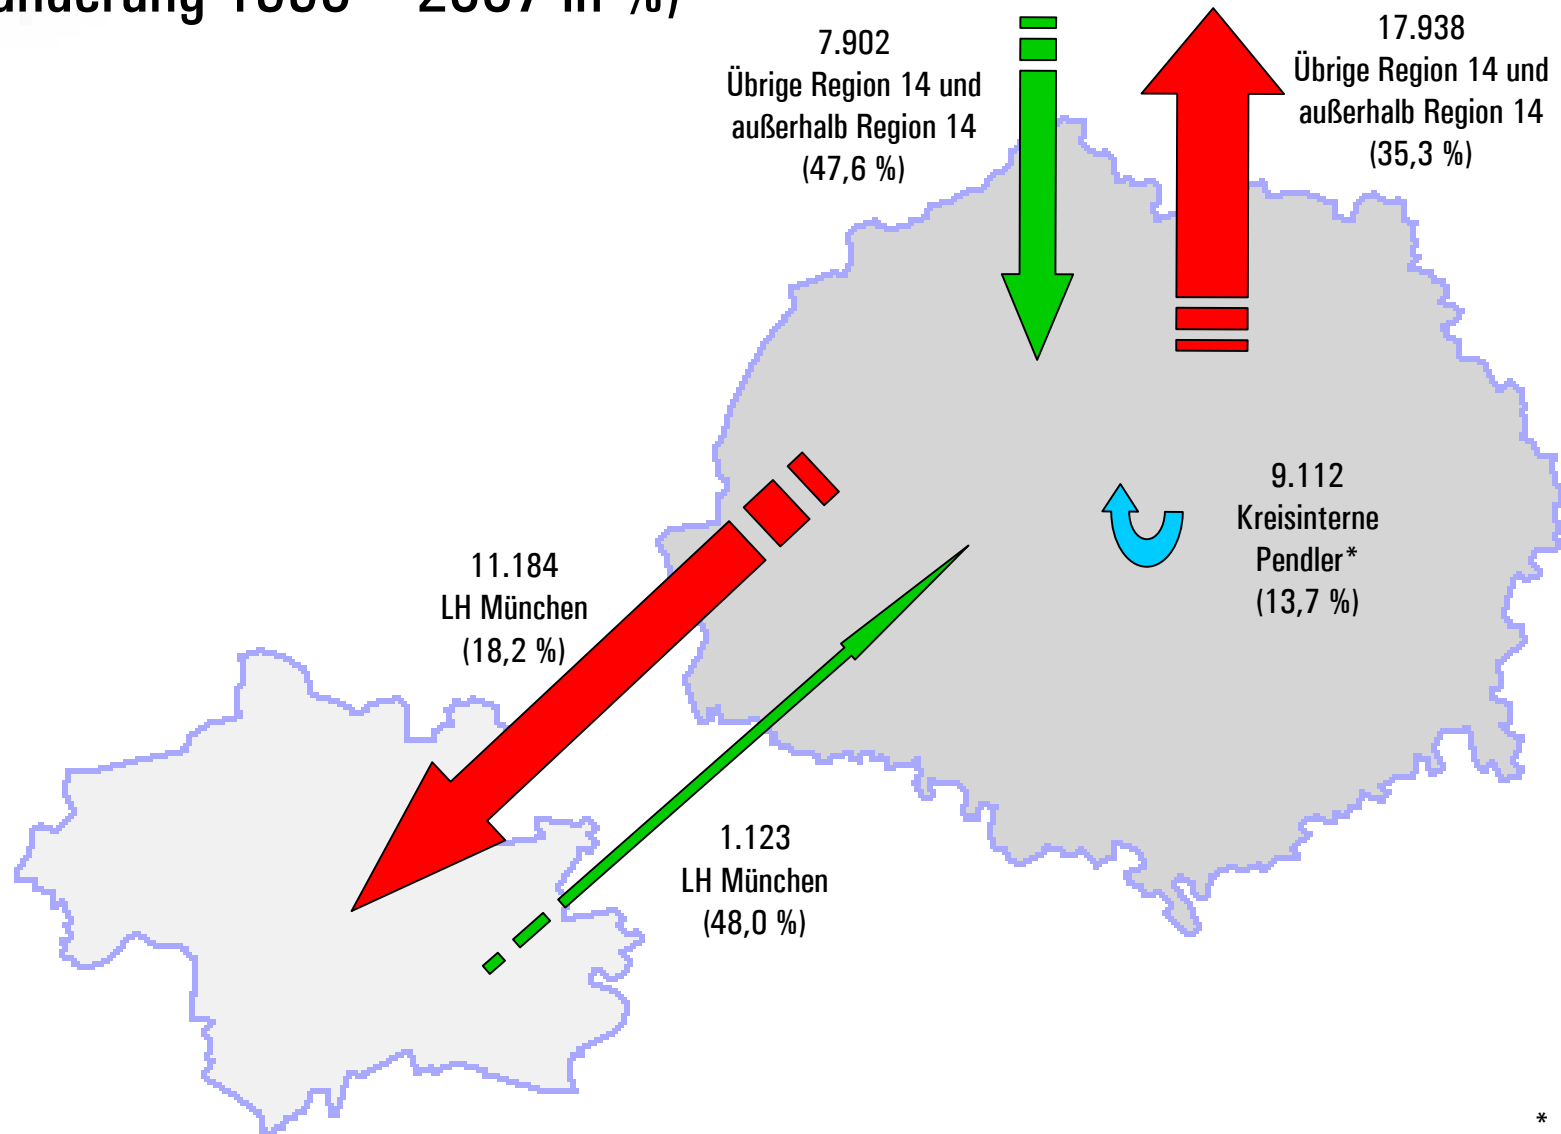 2007 in %)
7.902
Übrige Region 14 und
außerhalb Region 14
(47,6 %)
17.938
Übrige Region 14 und
außerhalb Region 14
(35,3 %)
9.112
Kreisinterne
Pendler*
(13,7 %)
11.184
LH München
(18,2 %)
1.123
LH München
(48,0 %)
*